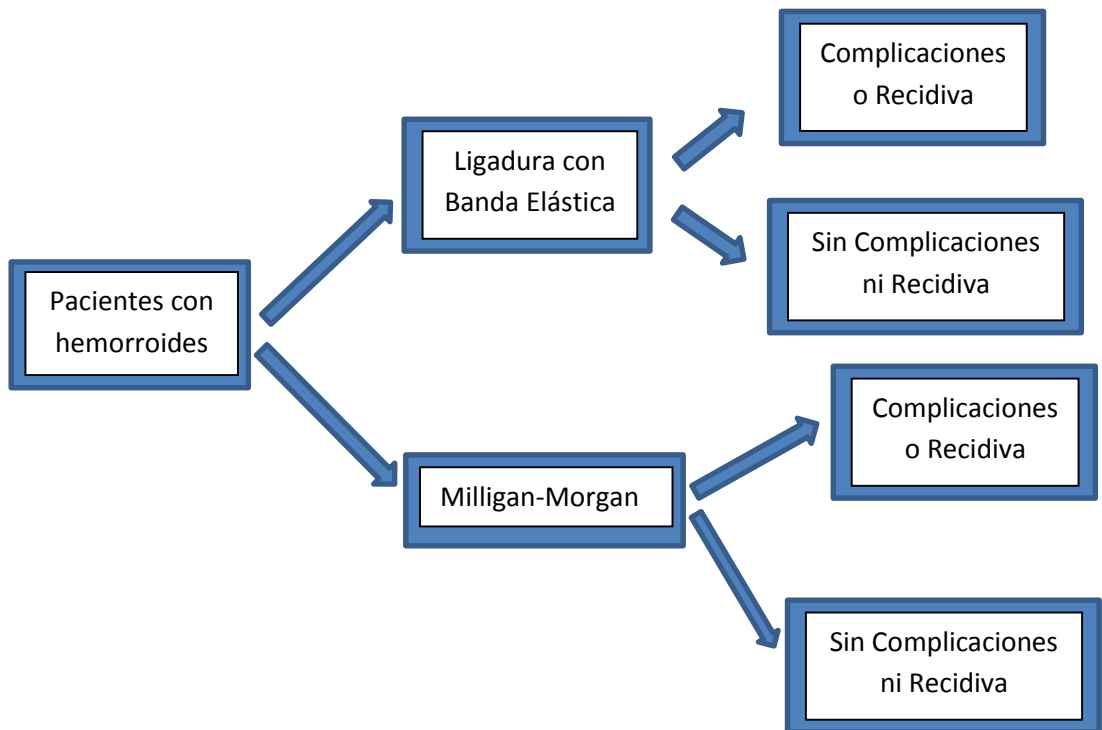 Pacientes con
hemorroides
Ligadura con
Banda Elástica
Complicaciones
o Recidiva
Sin Complicaciones
ni Recidiva
Milligan-Morgan
Complicaciones
o Recidiva
Sin Complicaciones
ni Recidiva